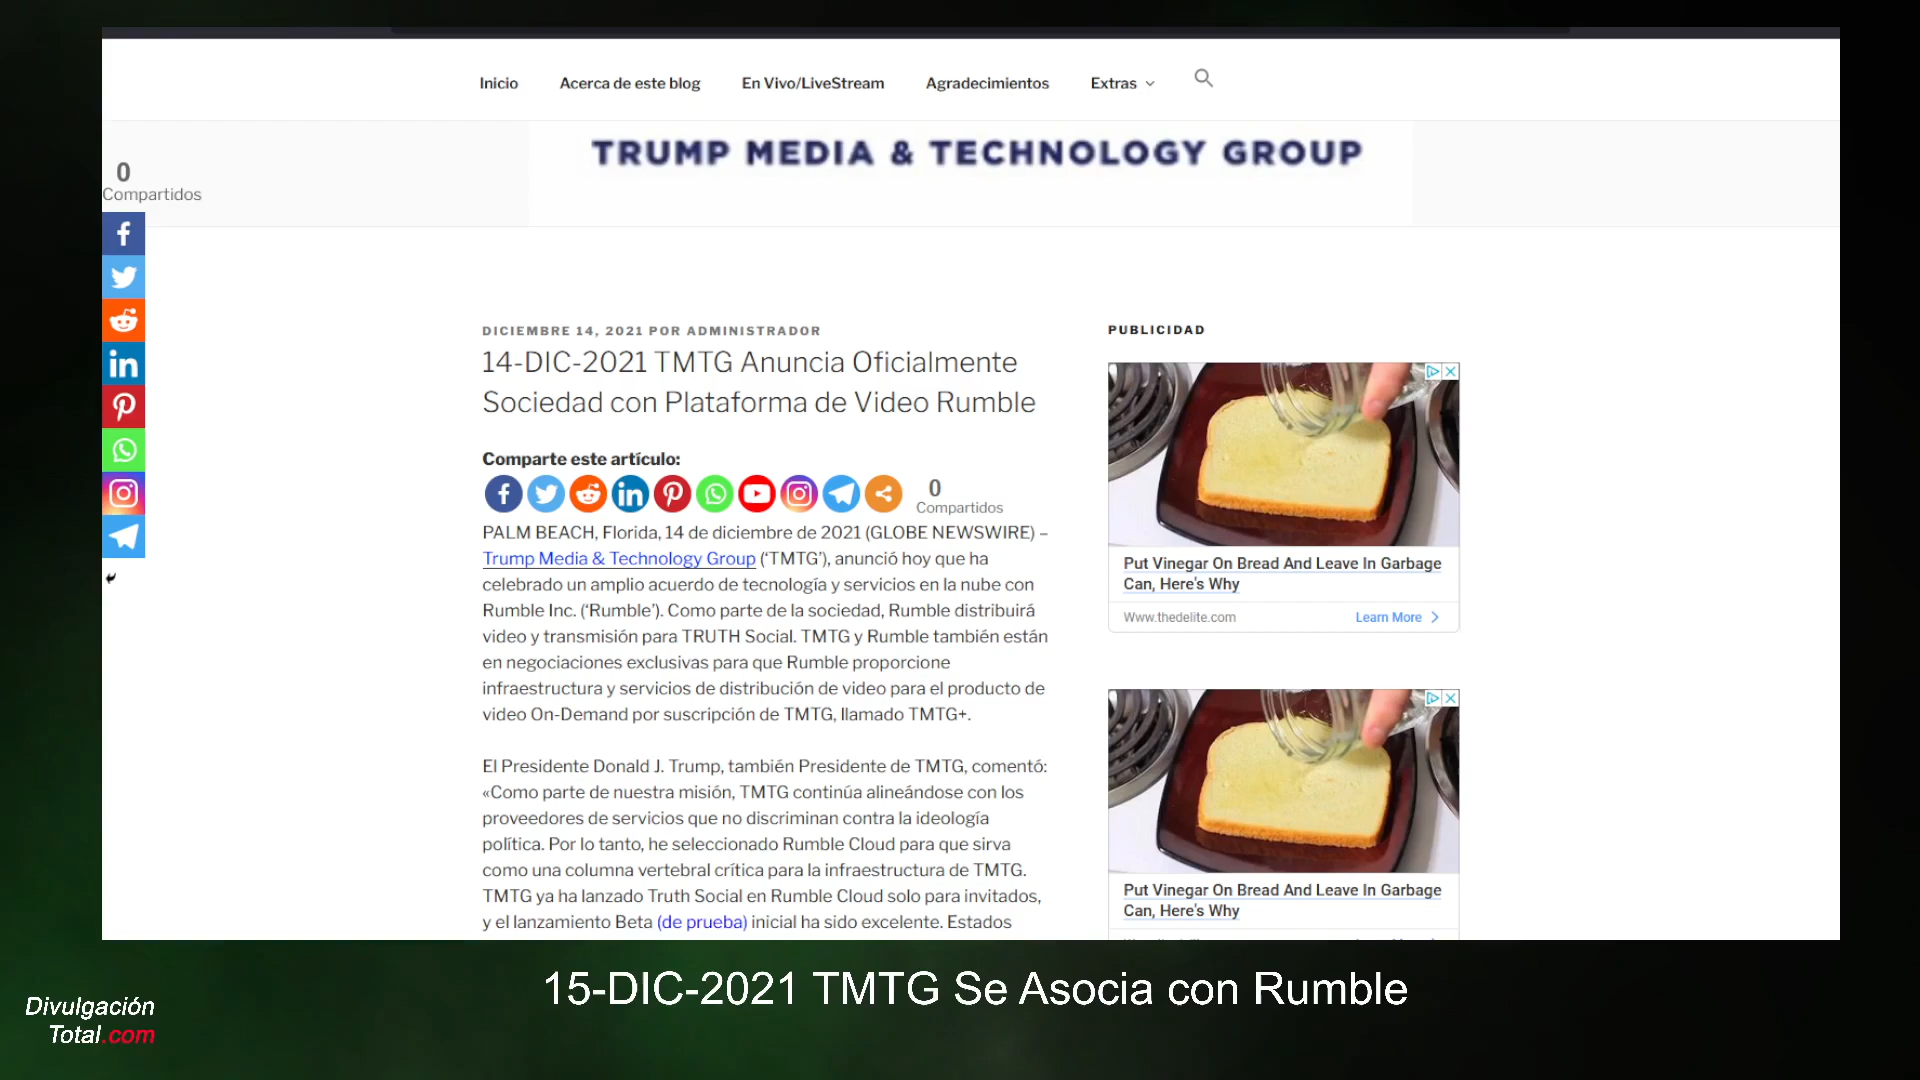 Inicio Acerca de este blog En Vivo/LiveStream Agradecimientos Extras
TRUMP MEDIA & TECHNOLOGY GROUP
0
Compartidos
DICIEMBRE 14, 2021 POR ADMINISTRADOR
14-DIC-2021 TMTG Anuncia Oficialmente
Sociedad con Plataforma de Video Rumble
Comparte este artículo:
0
Compartidos
PALM BEACH, Florida, 14 de diciembre de 2021 (GLOBE NEWSWIRE) –
Trump Media & Technology Group (‘TMTG’), anunció hoy que ha
celebrado un amplio acuerdo de tecnología y servicios en la nube con
Rumble Inc. (‘Rumble’). Como parte de la sociedad, Rumble distribuirá
video y transmisión para TRUTH Social. TMTG y Rumble también están
en negociaciones exclusivas para que Rumble proporcione
infraestructura y servicios de distribución de video para el producto de
video On-Demand por suscripción de TMTG, llamado TMTG+.
El Presidente Donald J. Trump, también Presidente de TMTG, comentó:
«Como parte de nuestra misión, TMTG continúa alineándose con los
proveedores de servicios que no discriminan contra la ideología
política. Por lo tanto, he seleccionado Rumble Cloud para que sirva
como una columna vertebral crítica para la infraestructura de TMTG.
TMTG ya ha lanzado Truth Social en Rumble Cloud solo para invitados,
y el lanzamiento Beta (de prueba) inicial ha sido excelente. Estados
PUBLICIDAD
Put Vinegar On Bread And Leave In Garbage
Can, Here's Why
Www.thedelite.com Learn More
Put Vinegar On Bread And Leave In Garbage
Can, Here's Why
15-DIC-2021 TMTG Se Asocia con Rumble
Divulgación
Total.com